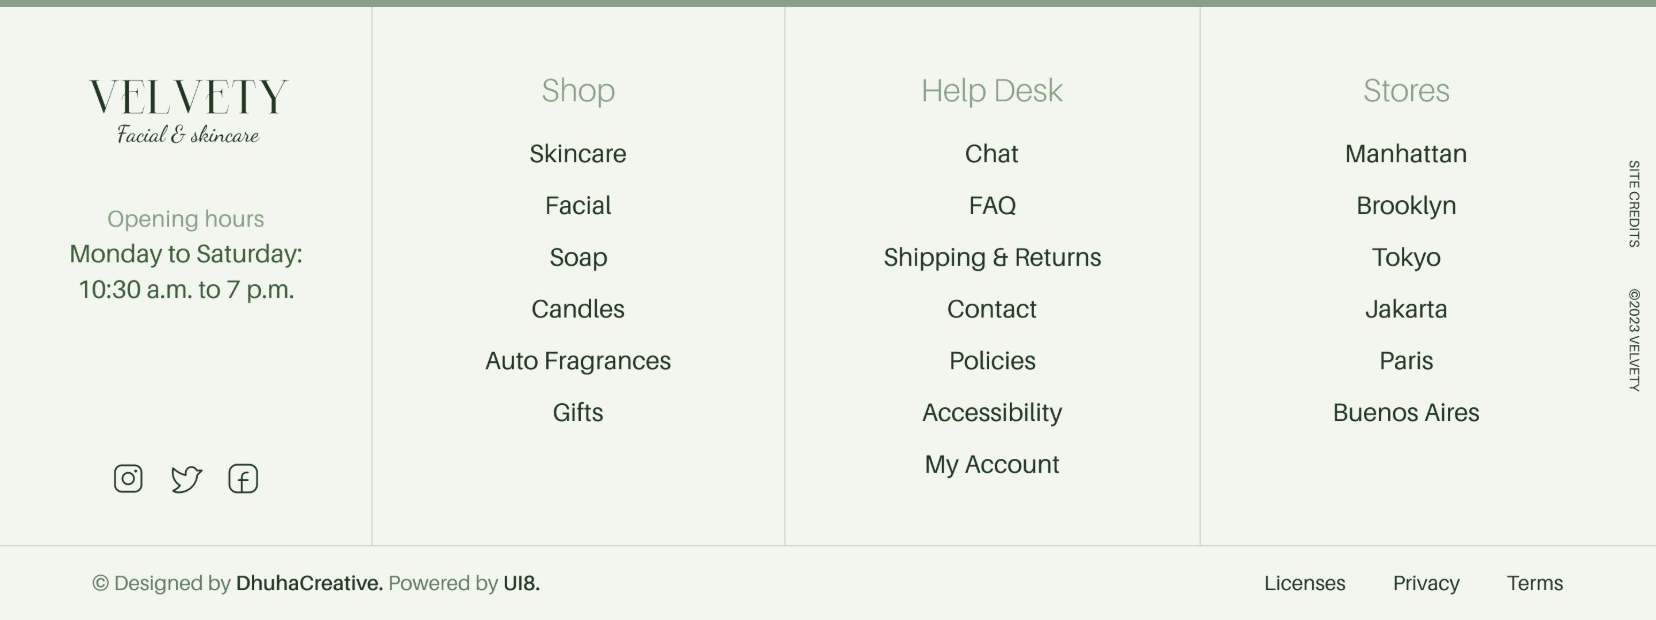 VELVETY
Facial & skincare
Opening hours
Monday to Saturday:
10:30 a.m. to 7 p.m.
Shop
Skincare
Facial
Soap
Candles
Auto Fragrances
Gifts
Help Desk
Chat
FAQ
Shipping & Returns
Contact
Policies
Accessibility
My Account
Stores
Manhattan
Brooklyn
Tokyo
Jakarta
Paris
Buenos Aires
SITE CREDITS
©2023 VELVETY
© Designed by DhuhaCreative. Powered by UI8.
Licenses
Privacy
Terms